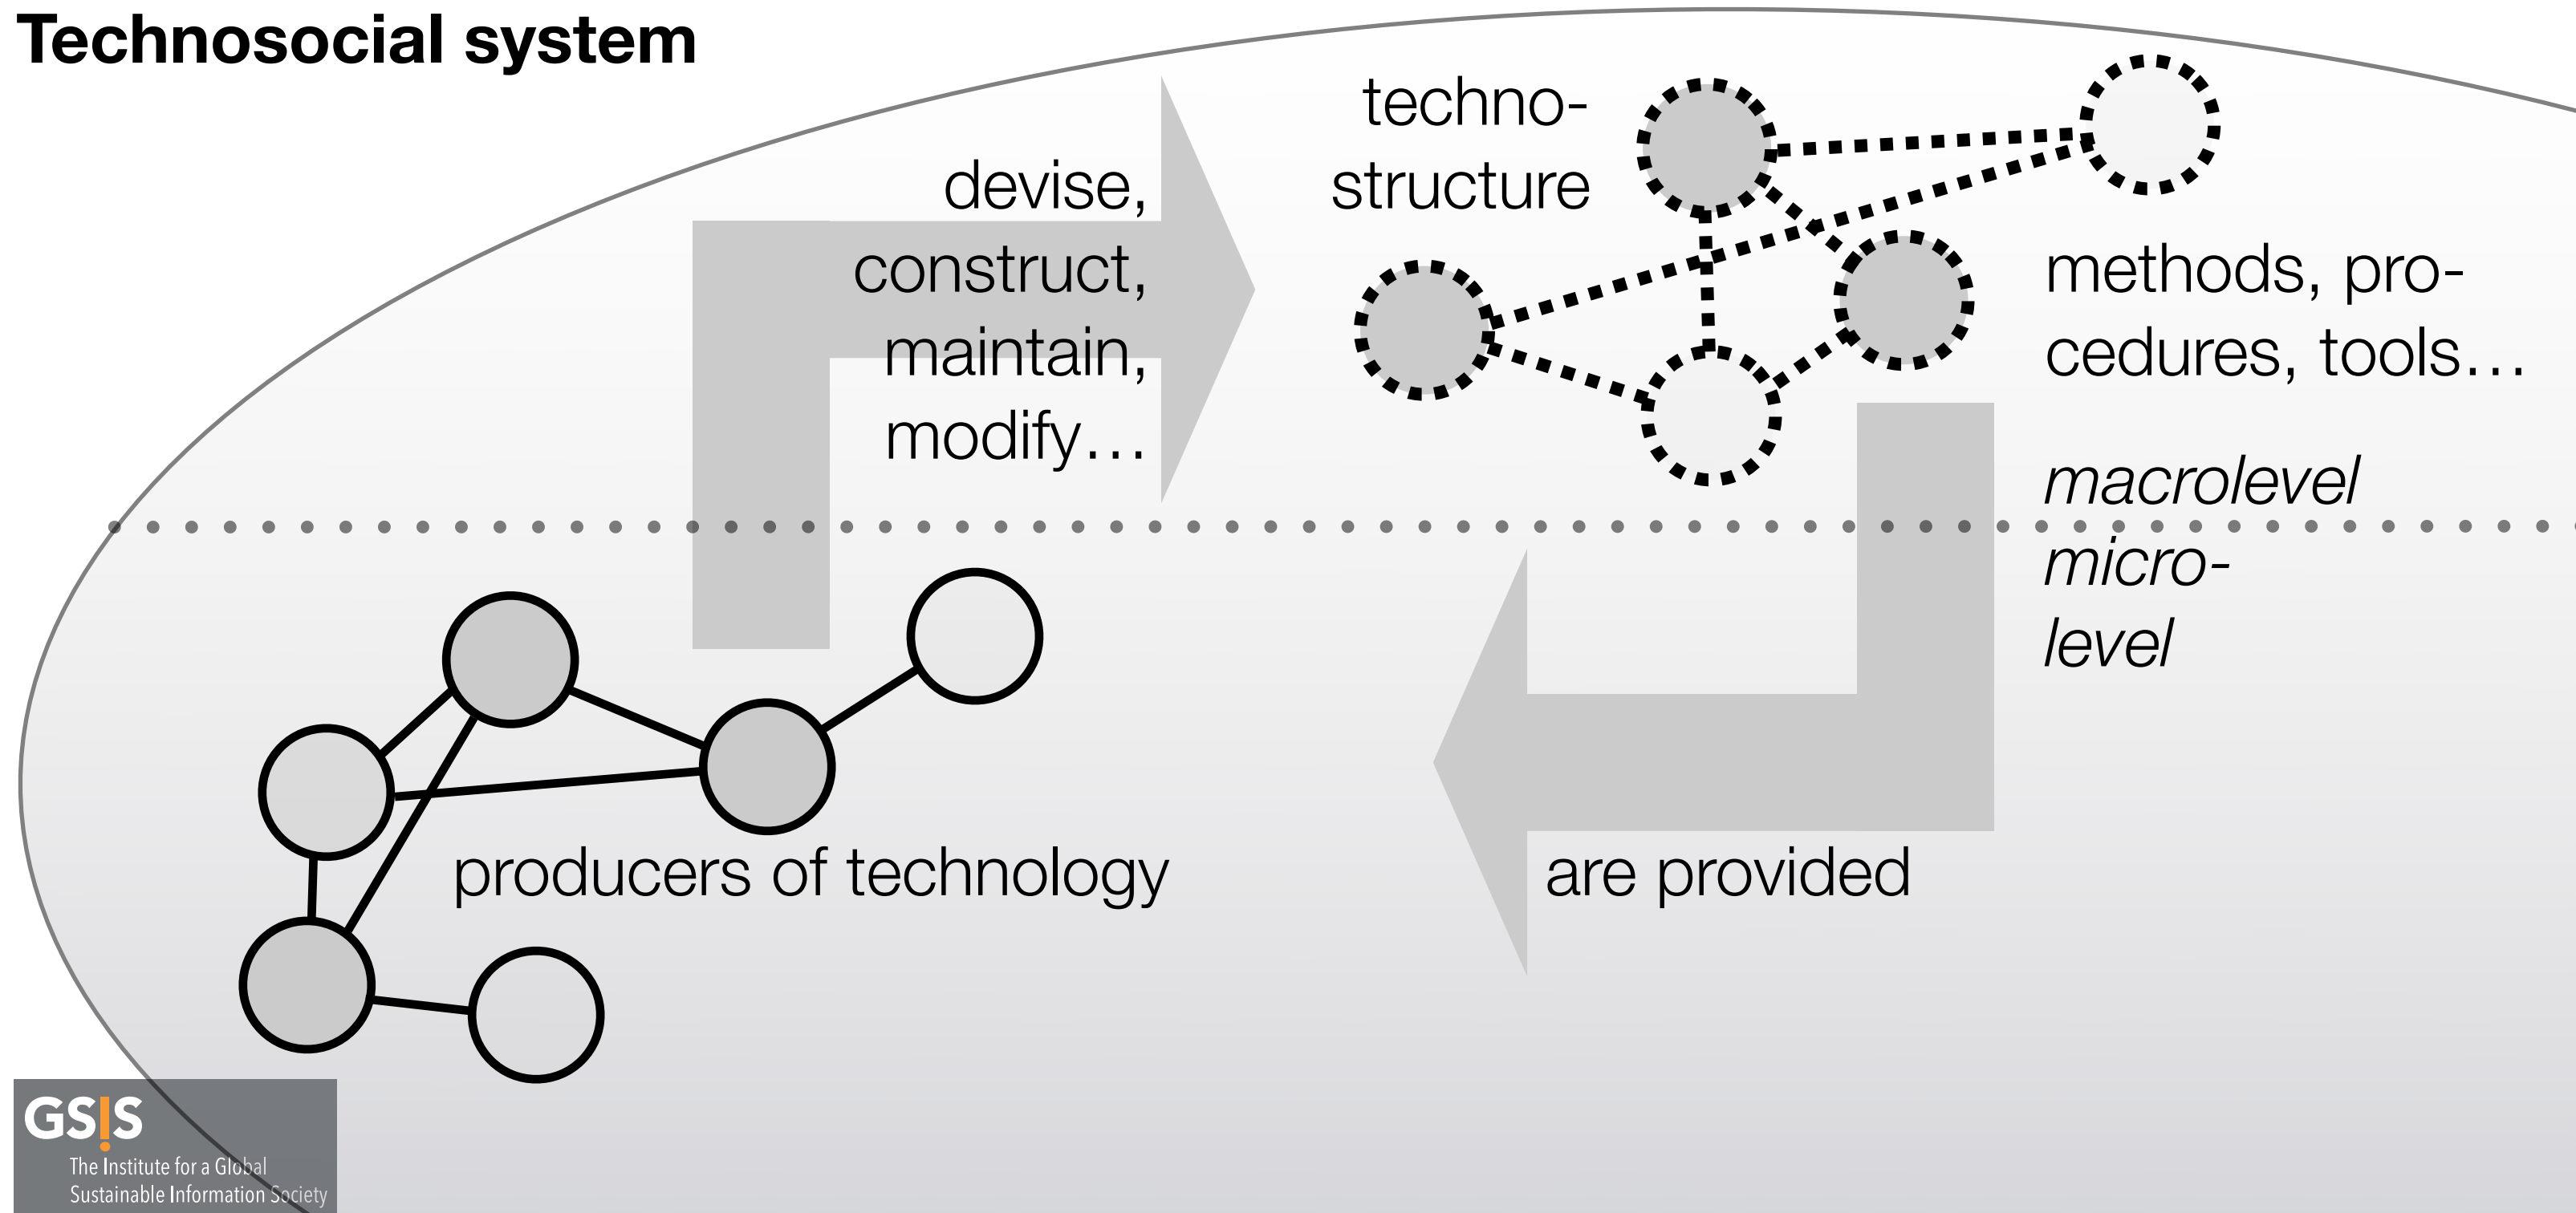 Technosocial system
devise,
construct,
maintain,
modify…
techno-
structure
methods, pro-
cedures, tools…
macrolevel
micro-
level
producers of technology
are provided
GS!S
The Institute for a Global
Sustainable Information Society